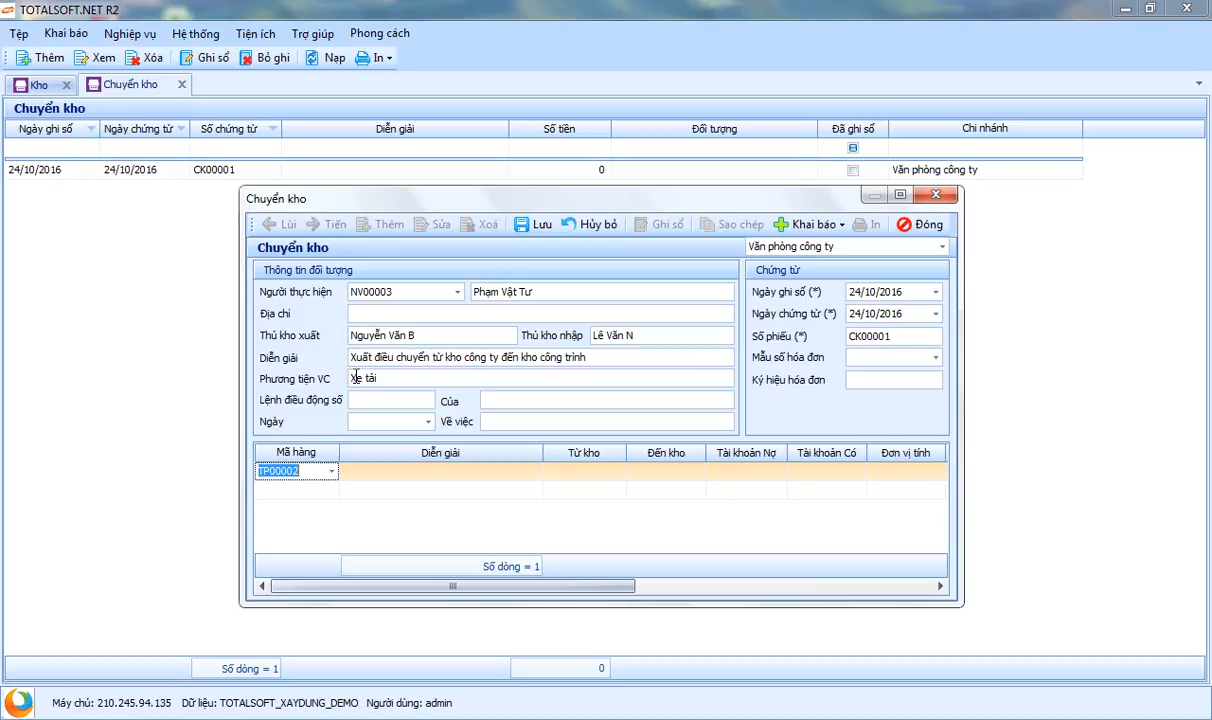 TOTALSOFT.NET R2
Tệp Khai báo Nghiệp vụ Hệ thống Tiện ích Trợ giúp Phong cách
Thêm Xem Xóa Ghi sổ Bỏ ghi Nạp In
Kho Chuyển kho
Chuyển kho
Ngày ghi sổ Ngày chứng từ Số chứng từ Diễn giải Số tiền Đối tượng Đã ghi sổ Chi nhánh
24/10/2016 24/10/2016 CK00001 0 Văn phòng công ty
Chuyển kho
Lùi Tiến Thêm Sửa Xoá Lưu Hủy bỏ Ghi sổ Sao chép Khai báo In Đóng
Chuyển kho Văn phòng công ty
Thông tin đối tượng Chứng từ
Người thực hiện NV00003 Phạm Vật Tư Ngày ghi sổ (*) 24/10/2016
Địa chỉ Ngày chứng từ (*) 24/10/2016
Thủ kho xuất Nguyễn Văn B Thủ kho nhập Lê Văn N Số phiếu (*) CK00001
Diễn giải Xuất điều chuyển từ kho công ty đến kho công trình Mẫu số hóa đơn
Phương tiện VC Xe tải Ký hiệu hóa đơn
Lệnh điều động số Của
Ngày Về việc
Mã hàng Diễn giải Từ kho Đến kho Tài khoản Nợ Tài khoản Có Đơn vị tính
TP00002
Số dòng = 1
Số dòng = 1 0
Máy chủ: 210.245.94.135 Dữ liệu: TOTALSOFT_XAYDUNG_DEMO Người dùng: admin